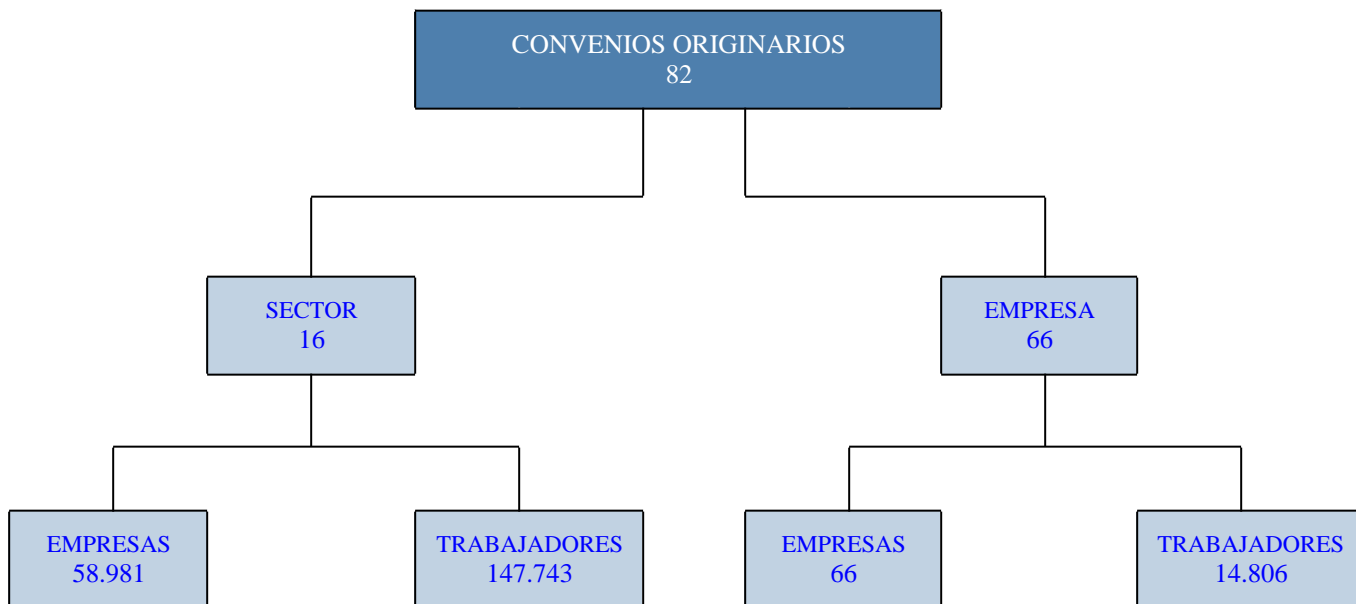 CONVENIOS ORIGINARIOS
82
SECTOR
16
EMPRESA
66
EMPRESAS
58.981
TRABAJADORES
147.743
EMPRESAS
66
TRABAJADORES
14.806